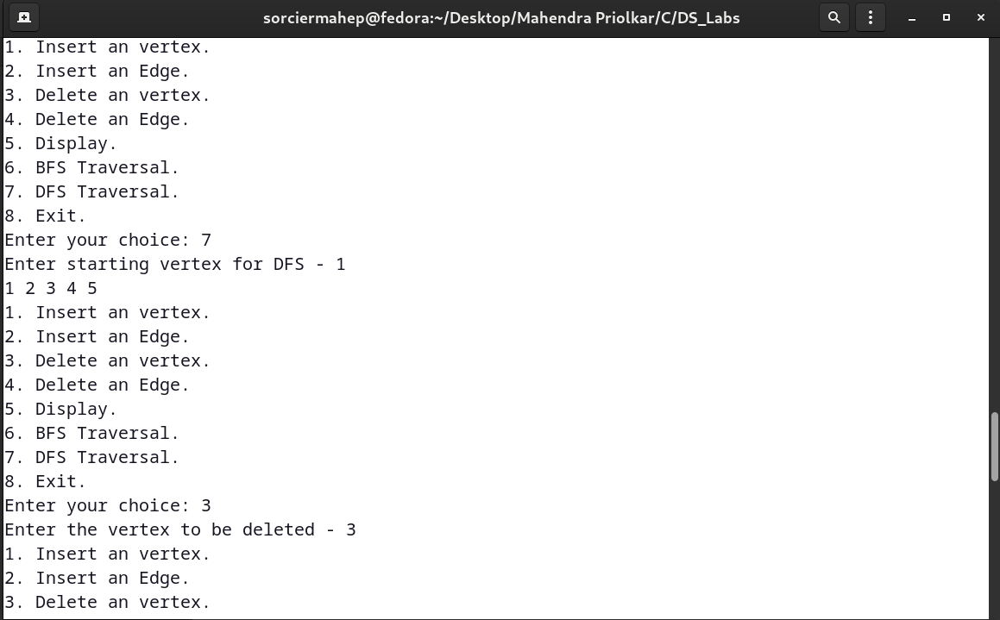 sorciermahep@fedora:~/Desktop/Mahendra Priolkar/C/DS_Labs
1. Insert an vertex.
2. Insert an Edge.
3. Delete an vertex.
4. Delete an Edge.
5. Display.
6. BFS Traversal.
7. DFS Traversal.
8. Exit.
Enter your choice: 7
Enter starting vertex for DFS - 1
1 2 3 4 5
1. Insert an vertex.
2. Insert an Edge.
3. Delete an vertex.
4. Delete an Edge.
5. Display.
6. BFS Traversal.
7. DFS Traversal.
8. Exit.
Enter your choice: 3
Enter the vertex to be deleted - 3
1. Insert an vertex.
2. Insert an Edge.
3. Delete an vertex.